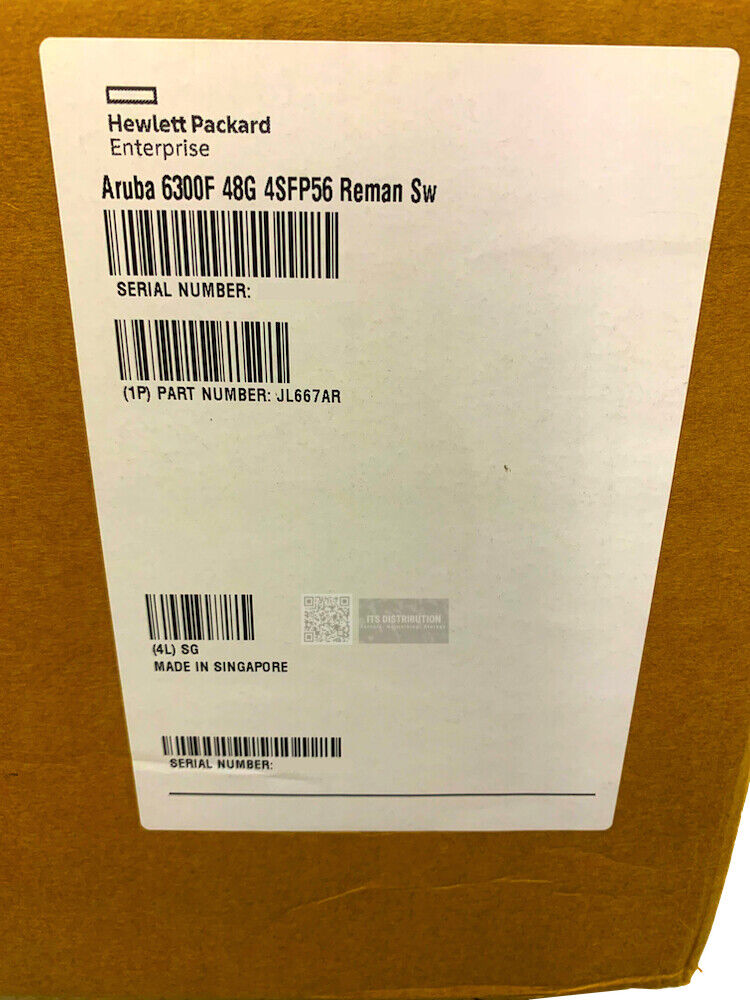 Hewlett Packard
Enterprise
Aruba 6300F 48G 4SFP56 Reman Sw
SERIAL NUMBER:
(1P) PART NUMBER: JL667AR
ITS DISTRIBUTION
(4L) SG
MADE IN SINGAPORE
SERIAL NUMBER: